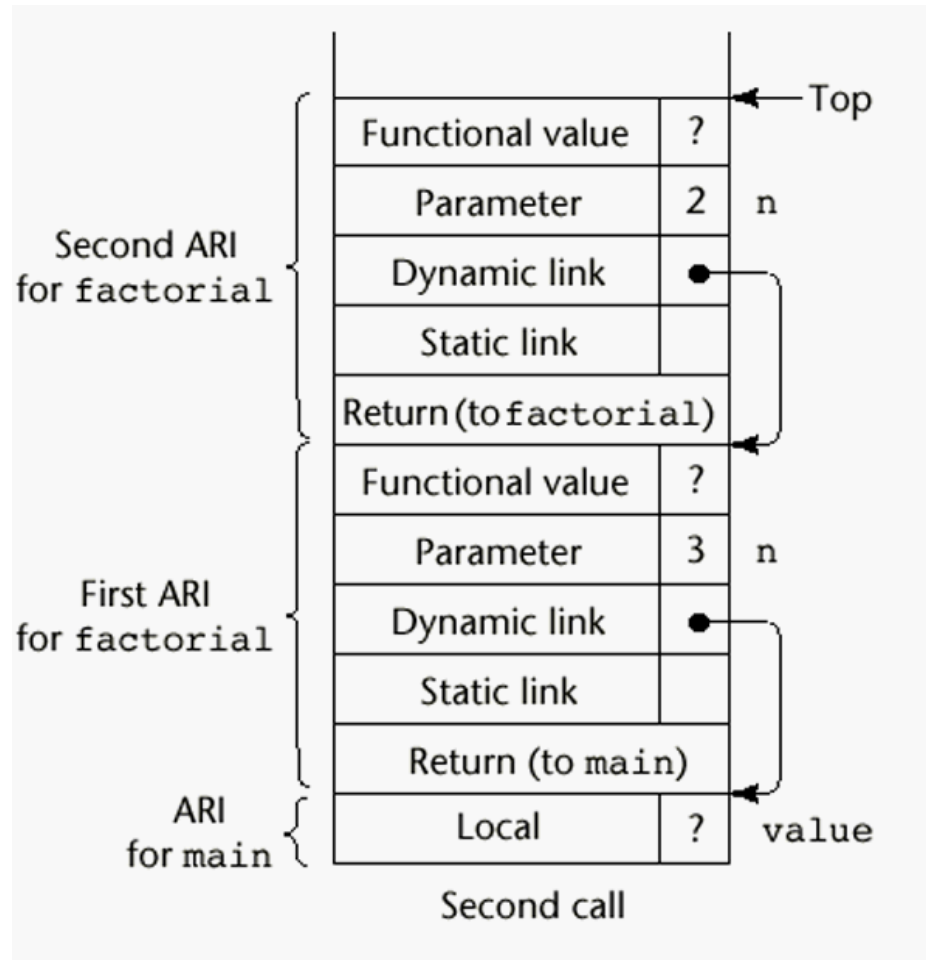 Top
Functional value ?
Parameter 2 n
Second ARI
for factorial
Dynamic link
Static link
Return (to factorial)
Functional value ?
Parameter 3 n
First ARI
for factorial
Dynamic link
Static link
Return (to main)
ARI
for main
Local ? value
Second call